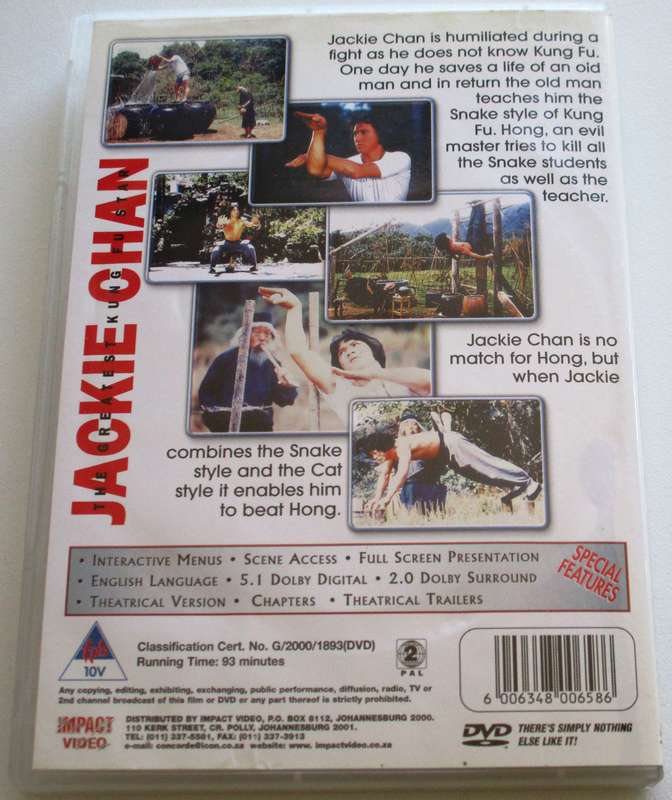 Jackie Chan is humiliated during a
fight as he does not know Kung Fu.
One day he saves a life of an old
man and in return the old man
teaches him the
Snake style of Kung
Fu. Hong, an evil
master tries to kill all
the Snake students
as well as the
teacher.
JACKIE CHAN
THE GREATEST KUNG FU STAR
Jackie Chan is no
match for Hong, but
when Jackie
combines the Snake
style and the Cat
style it enables him
to beat Hong.
• INTERACTIVE MENUS • SCENE ACCESS • FULL SCREEN PRESENTATION
• ENGLISH LANGUAGE • 5.1 DOLBY DIGITAL • 2.0 DOLBY SURROUND
• THEATRICAL VERSION • CHAPTERS • THEATRICAL TRAILERS
SPECIAL
FEATURES
fpb
10V
Classification Cert. No. G/2000/1893(DVD)
Running Time: 93 minutes
2
PAL
Any copying, editing, exhibiting, exchanging, public performance, diffusion, radio, TV or
2nd channel broadcast of this film or DVD or any part thereof is strictly prohibited.
6 006348 006586
IMPACT
VIDEO
DISTRIBUTED BY IMPACT VIDEO, P.O. BOX 8112, JOHANNESBURG 2000.
110 KERK STREET, CR. POLLY, JOHANNESBURG 2001.
TEL: (011) 337-5581, FAX: (011) 337-3913
e-mail: concorde@icon.co.za website: www.impactvideo.co.za
DVD
THERE'S SIMPLY NOTHING
ELSE LIKE IT!